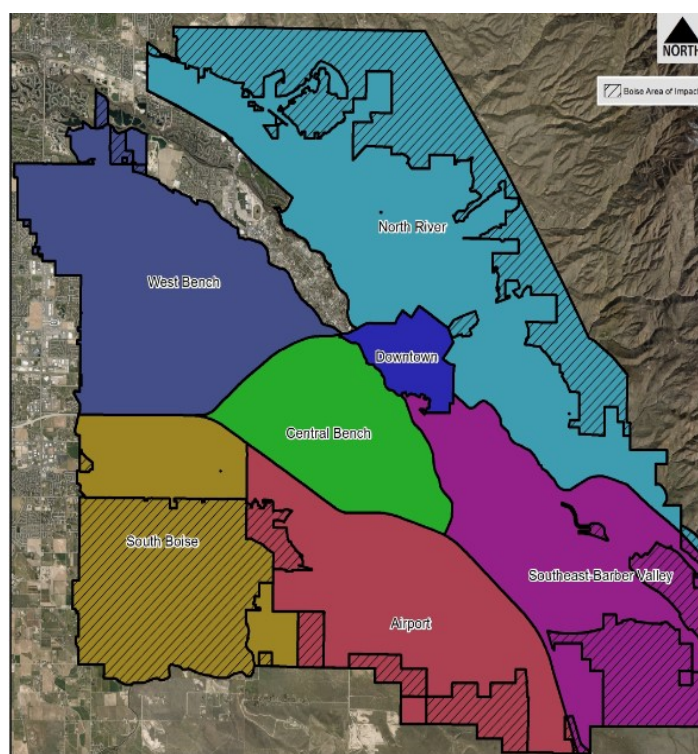 NORTH
Boise Area of Impact
North River
West Bench
Downtown
Central Bench
South Boise
Southeast-Barber Valley
Airport